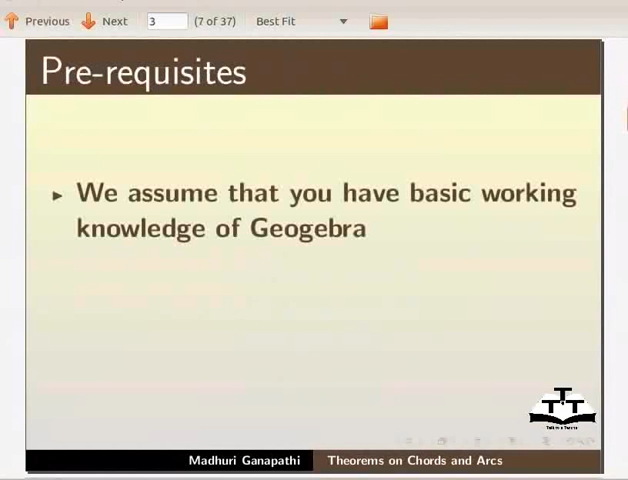 Previous Next 3 (7 of 37) Best Fit
Pre-requisites
We assume that you have basic working
knowledge of Geogebra
Madhuri Ganapathi Theorems on Chords and Arcs